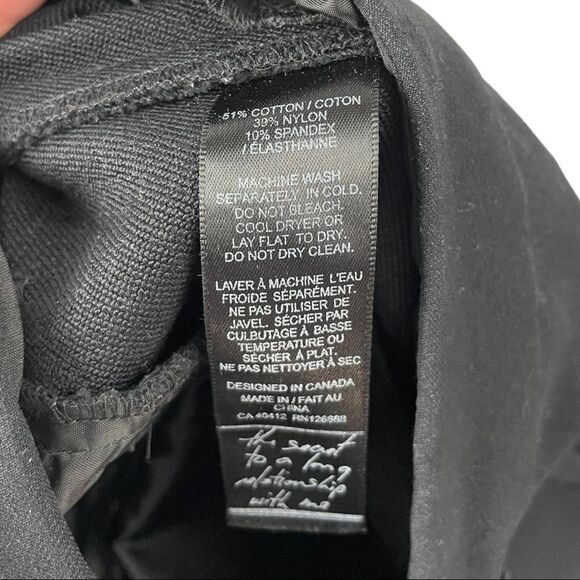 51% COTTON / COTON
39% NYLON
10% SPANDEX
/ ÉLASTHANNE
MACHINE WASH
SEPARATELY IN COLD.
DO NOT BLEACH.
COOL DRYER OR
LAY FLAT TO DRY.
DO NOT DRY CLEAN.
LAVER À MACHINE L'EAU
FROIDE SÉPARÉMENT.
NE PAS UTILISER DE
JAVEL. SÉCHER PAR
CULBUTAGE À BASSE
TEMPÉRATURE OU
SÉCHER À PLAT.
NE PAS NETTOYER À SEC
DESIGNED IN CANADA
MADE IN / FAIT AU
CHINA
CA 40412 RN126588
the secret
to a long
relationship
with me